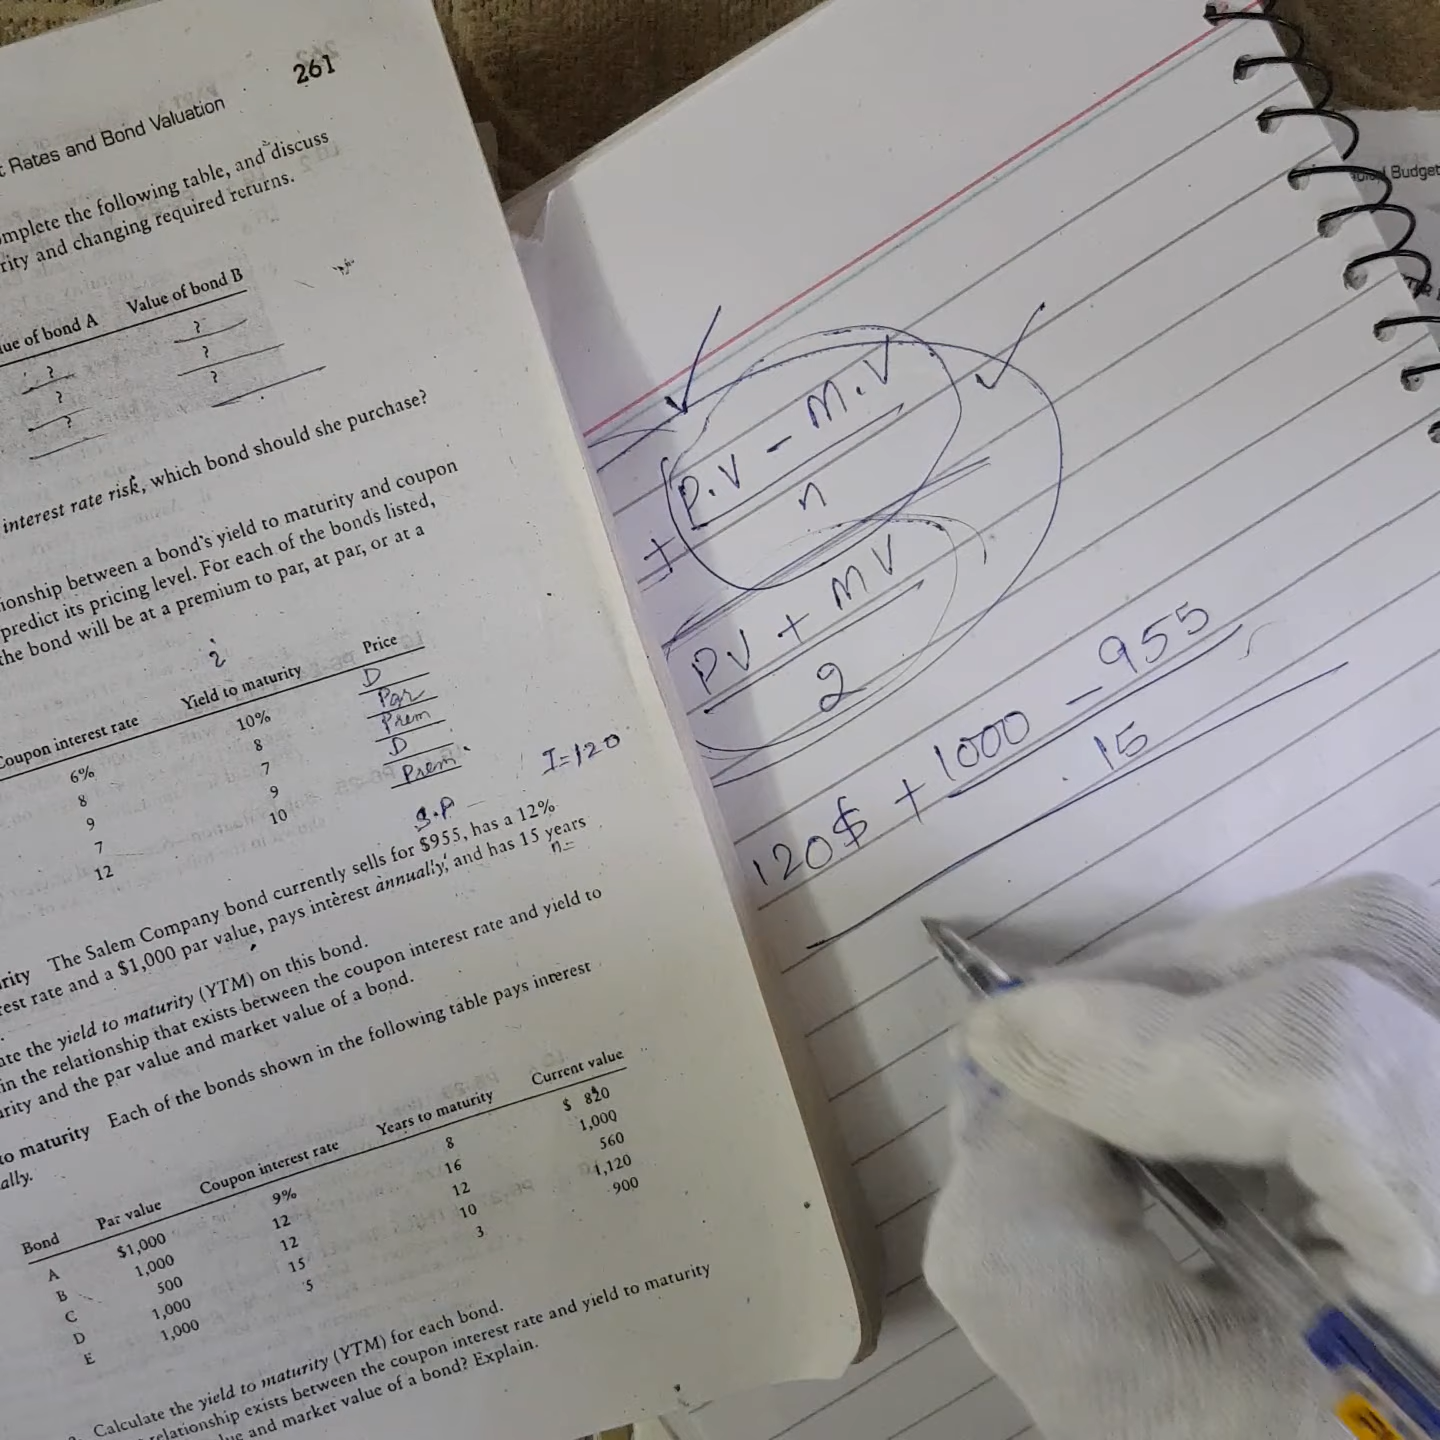 261
Rates and Bond Valuation
complete the following table, and discuss
rity and changing required returns.
ue of bond A Value of bond B
? ?
? ?
? ?
interest rate risk, which bond should she purchase?
ionship between a bond's yield to maturity and coupon
predict its pricing level. For each of the bonds listed,
the bond will be at a premium to par, at par, or at a
i
Coupon interest rate Yield to maturity Price
6% 10% D
8 8 Par
9 7 Prem
7 9 D
12 10 Prem
S.P I=120
rity The Salem Company bond currently sells for $955, has a 12%
rest rate and a $1,000 par value, pays interest annually, and has 15 years
n=
ate the yield to maturity (YTM) on this bond.
in the relationship that exists between the coupon interest rate and yield to
urity and the par value and market value of a bond.
to maturity Each of the bonds shown in the following table pays interest
ally.
Bond Par value Coupon interest rate Years to maturity Current value
A $1,000 9% 8 $ 820
B 1,000 12 16 1,000
C 500 12 12 560
D 1,000 15 10 1,120
E 1,000 5 3 900
Calculate the yield to maturity (YTM) for each bond.
relationship exists between the coupon interest rate and yield to maturity
lue and market value of a bond? Explain.
+ P.V - M.V
n
PV + MV
2
120$ + 1000 - 955
15
Budget